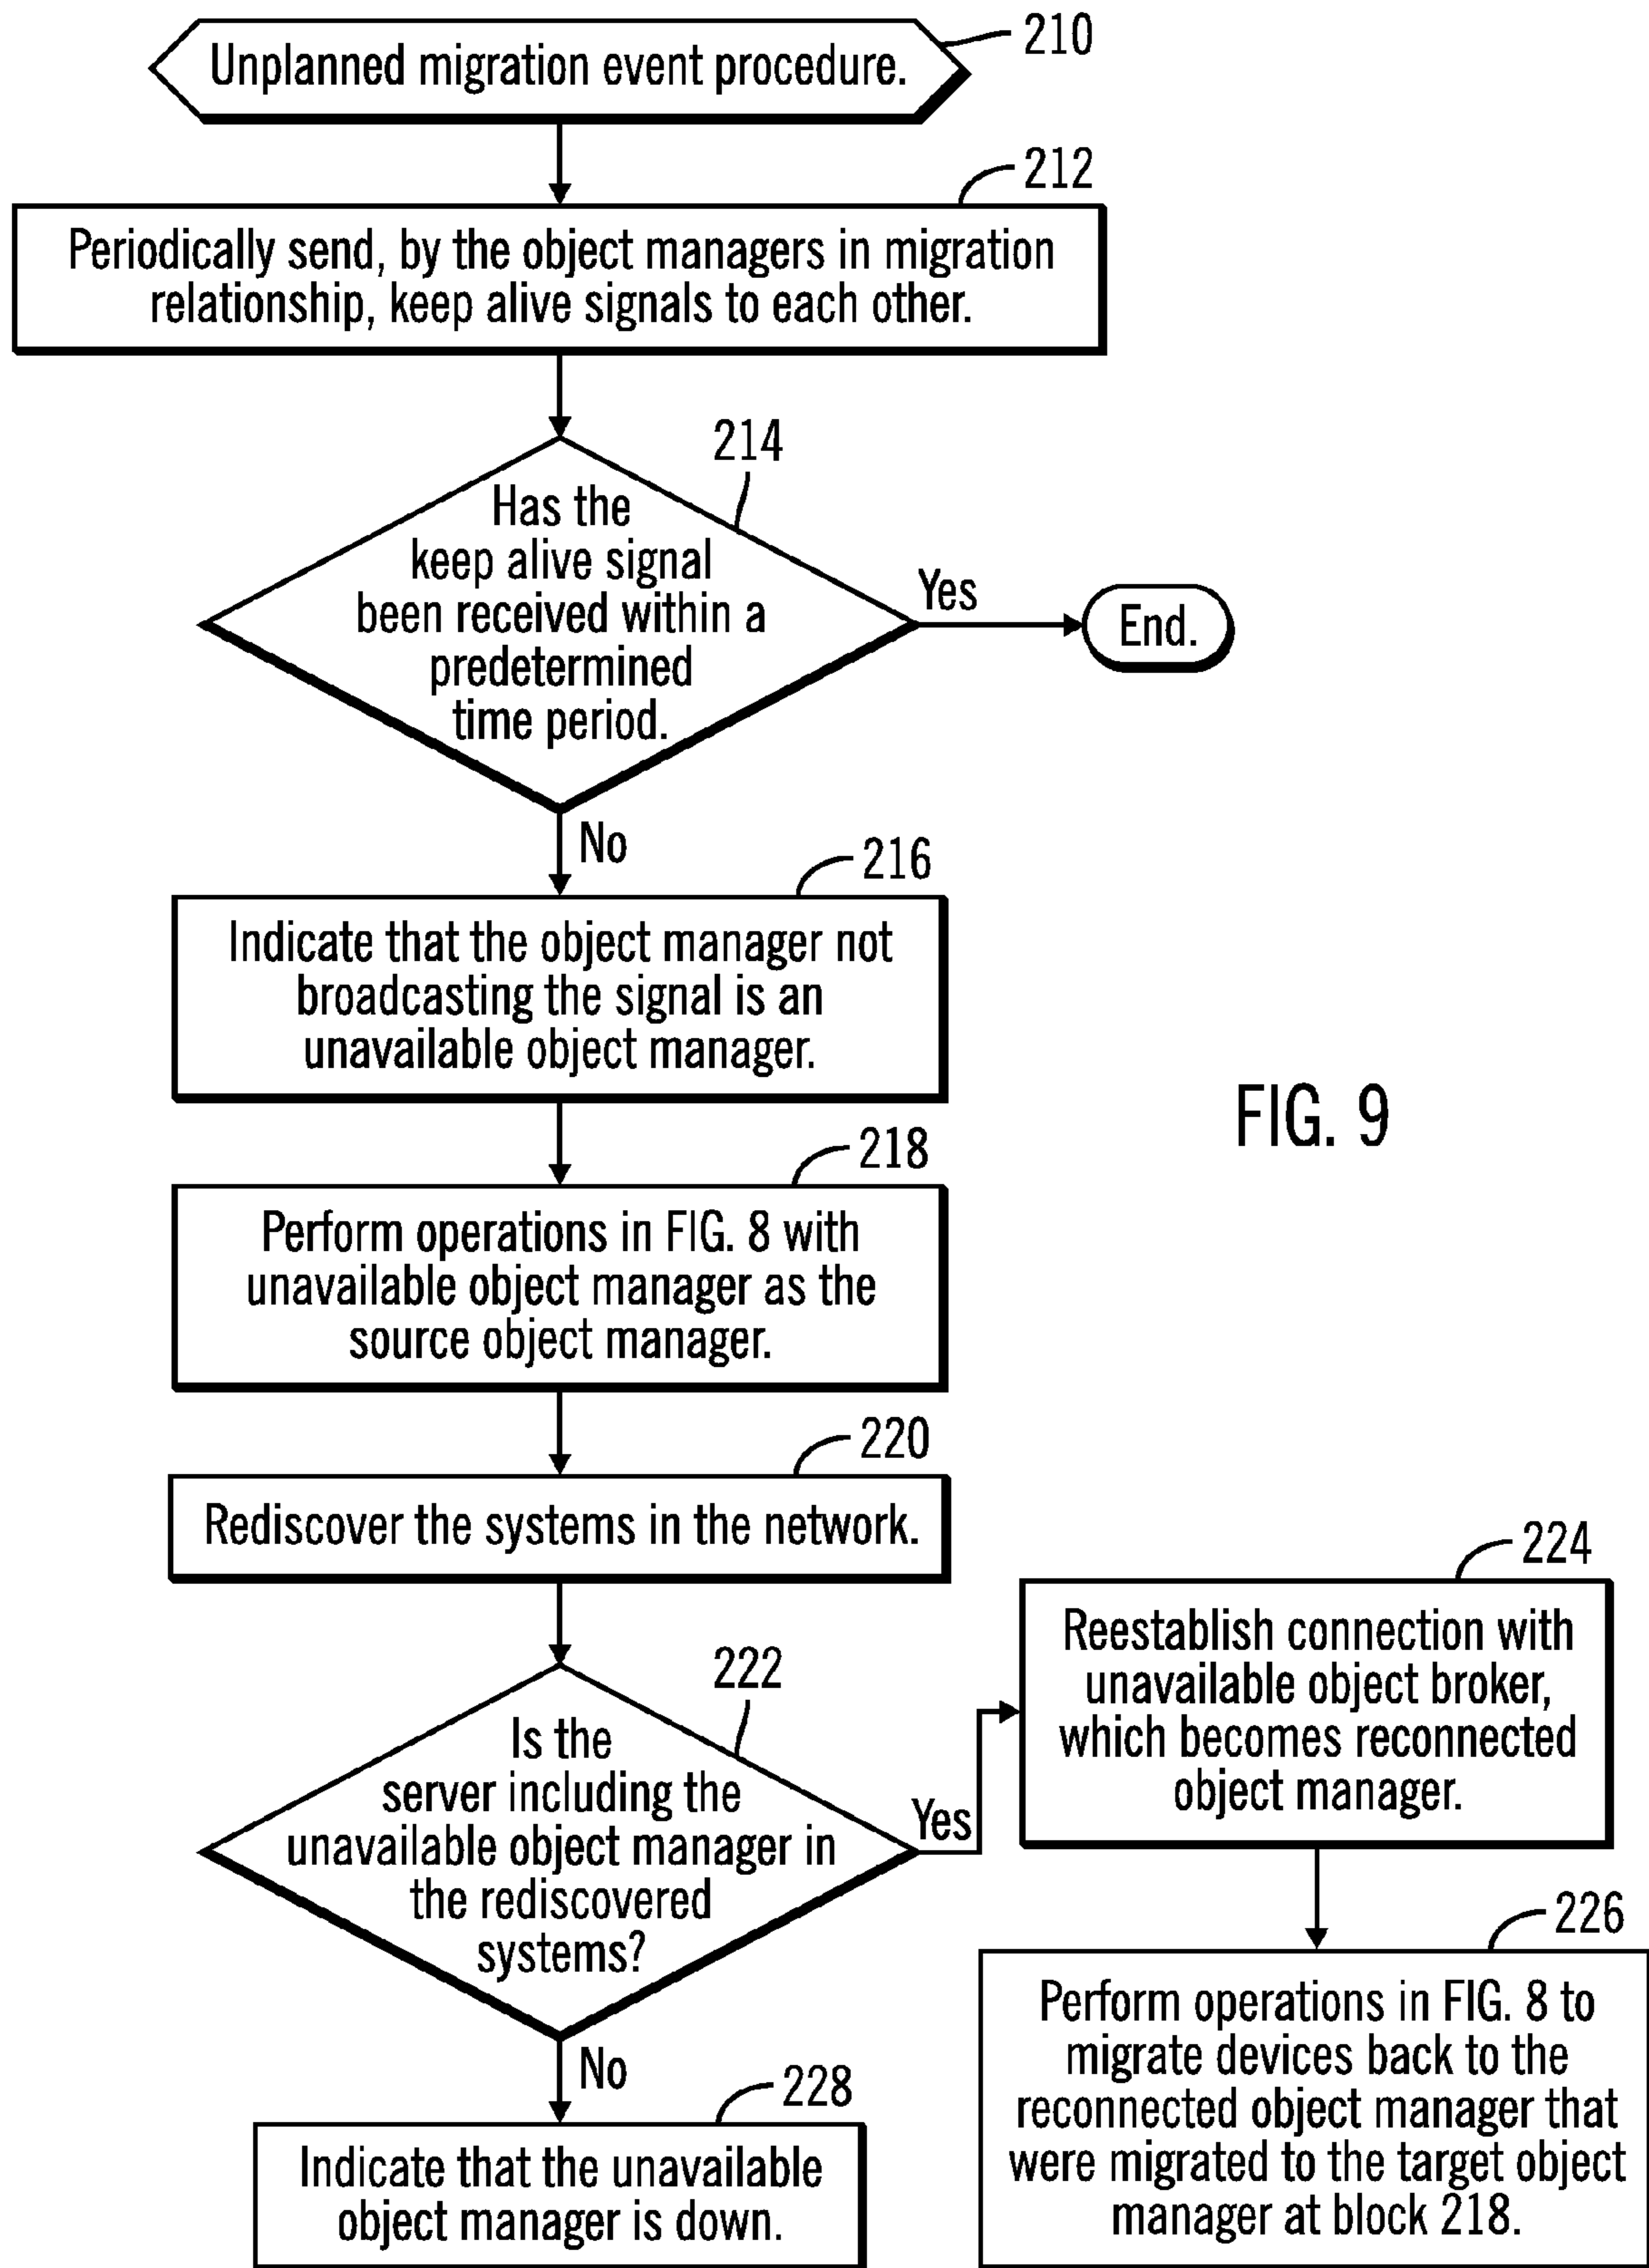 210
Unplanned migration event procedure.
212
Periodically send, by the object managers in migration
relationship, keep alive signals to each other.
214
Has the
keep alive signal
been received within a
predetermined
time period.
Yes
End.
No
216
Indicate that the object manager not
broadcasting the signal is an
unavailable object manager.
FIG. 9
218
Perform operations in FIG. 8 with
unavailable object manager as the
source object manager.
220
Rediscover the systems in the network.
222
Is the
server including the
unavailable object manager in
the rediscovered
systems?
Yes
224
Reestablish connection with
unavailable object broker,
which becomes reconnected
object manager.
226
Perform operations in FIG. 8 to
migrate devices back to the
reconnected object manager that
were migrated to the target object
manager at block 218.
No
228
Indicate that the unavailable
object manager is down.